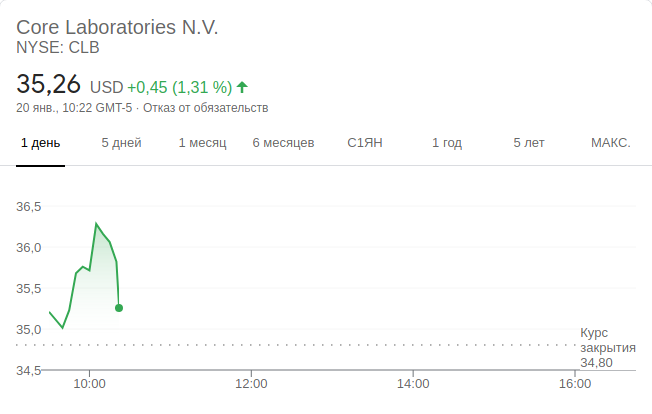 Core Laboratories N.V.
NYSE: CLB
35,26 USD +0,45 (1,31 %)
20 янв., 10:22 GMT-5 · Отказ от обязательств
1 день 5 дней 1 месяц 6 месяцев С1ЯН 1 год 5 лет МАКС.
36,5
36,0
35,5
35,0
Курс
закрытия
34,80
34,5
10:00 12:00 14:00 16:00